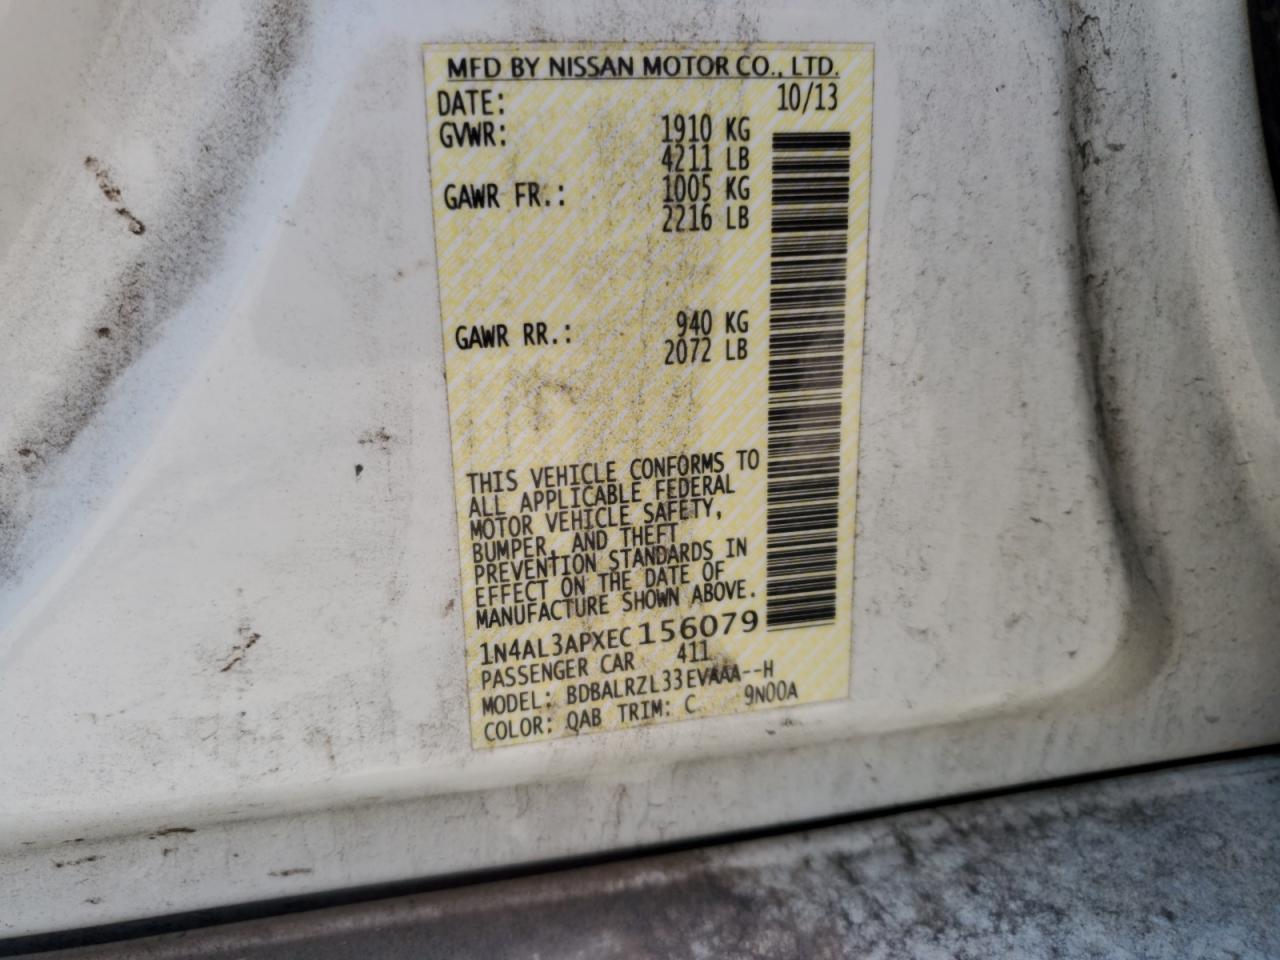 MFD BY NISSAN MOTOR CO., LTD.
DATE: 10/13
GVWR: 1910 KG
4211 LB
GAWR FR.: 1005 KG
2216 LB
GAWR RR.: 940 KG
2072 LB
THIS VEHICLE CONFORMS TO
ALL APPLICABLE FEDERAL
MOTOR VEHICLE SAFETY,
BUMPER, AND THEFT
PREVENTION STANDARDS IN
EFFECT ON THE DATE OF
MANUFACTURE SHOWN ABOVE.
1N4AL3APXEC156079
PASSENGER CAR 411
MODEL: BDBALRZL33EVAAA--H
COLOR: QAB TRIM: C 9N00A